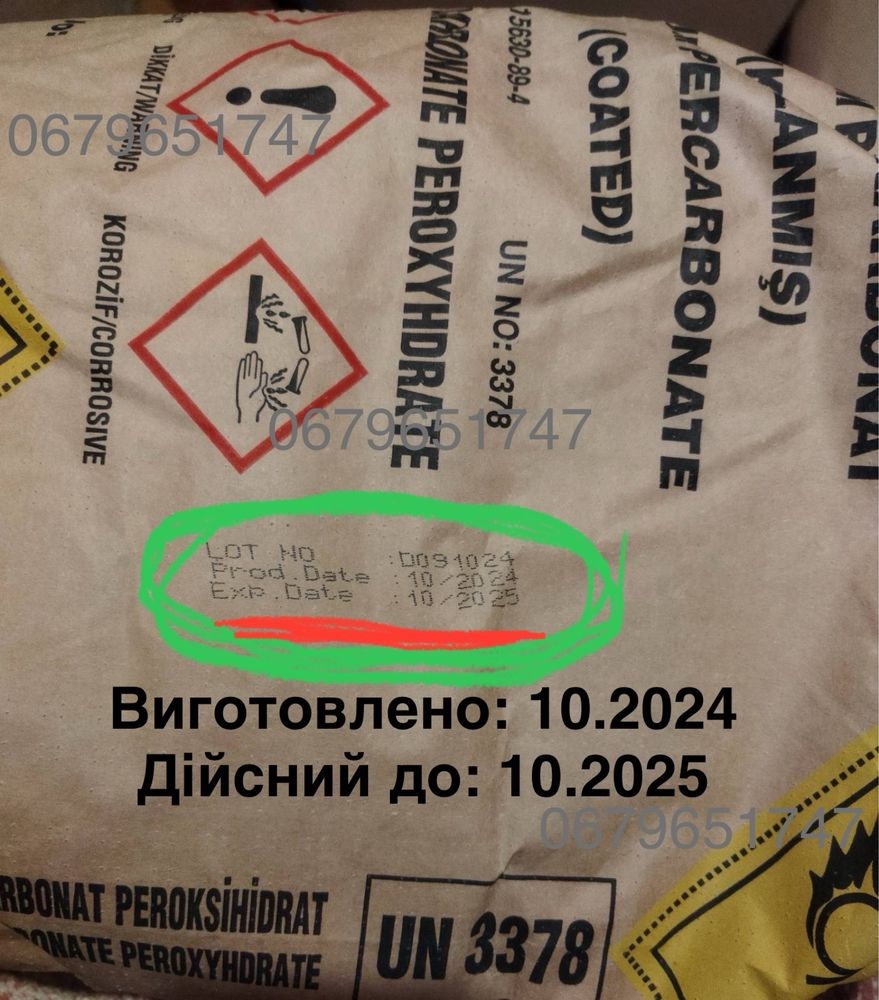 DİKKAT/WARNING
0679651747
KOROZİF/CORROSIVE
PEROXYHDRATE
15630-89-4
UN NO: 3378
(COATED)
PERCARBONATE
0679651747
LOT NO :D091024
Prod.Date :10/2024
Exp.Date :10/2025
Виготовлено: 10.2024
Дійсний до: 10.2025
0679651747
RBONAT PEROKSİHİDRAT
ONATE PEROXYHDRATE
UN 3378